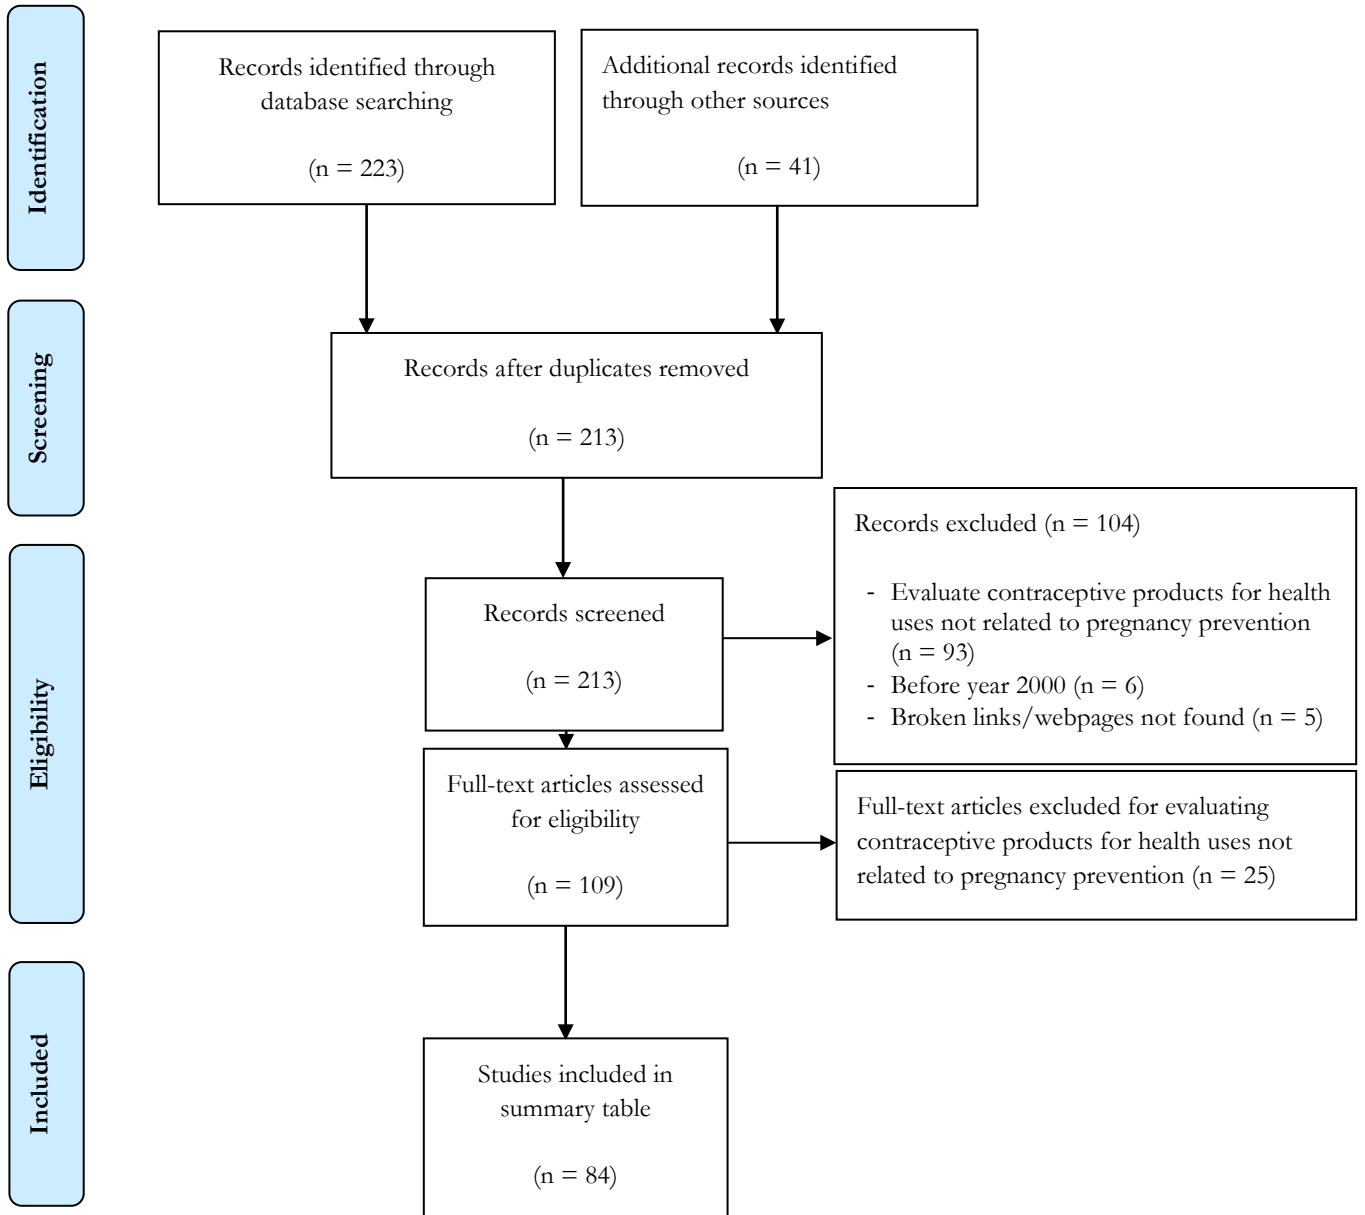 Identification
Records identified through
database searching
(n = 223)
Additional records identified
through other sources
(n = 41)
Screening
Records after duplicates removed
(n = 213)
Eligibility
Records screened
(n = 213)
Records excluded (n = 104)
- Evaluate contraceptive products for health
uses not related to pregnancy prevention
(n = 93)
- Before year 2000 (n = 6)
- Broken links/webpages not found (n = 5)
Full-text articles assessed
for eligibility
(n = 109)
Full-text articles excluded for evaluating
contraceptive products for health uses not
related to pregnancy prevention (n = 25)
Included
Studies included in
summary table
(n = 84)